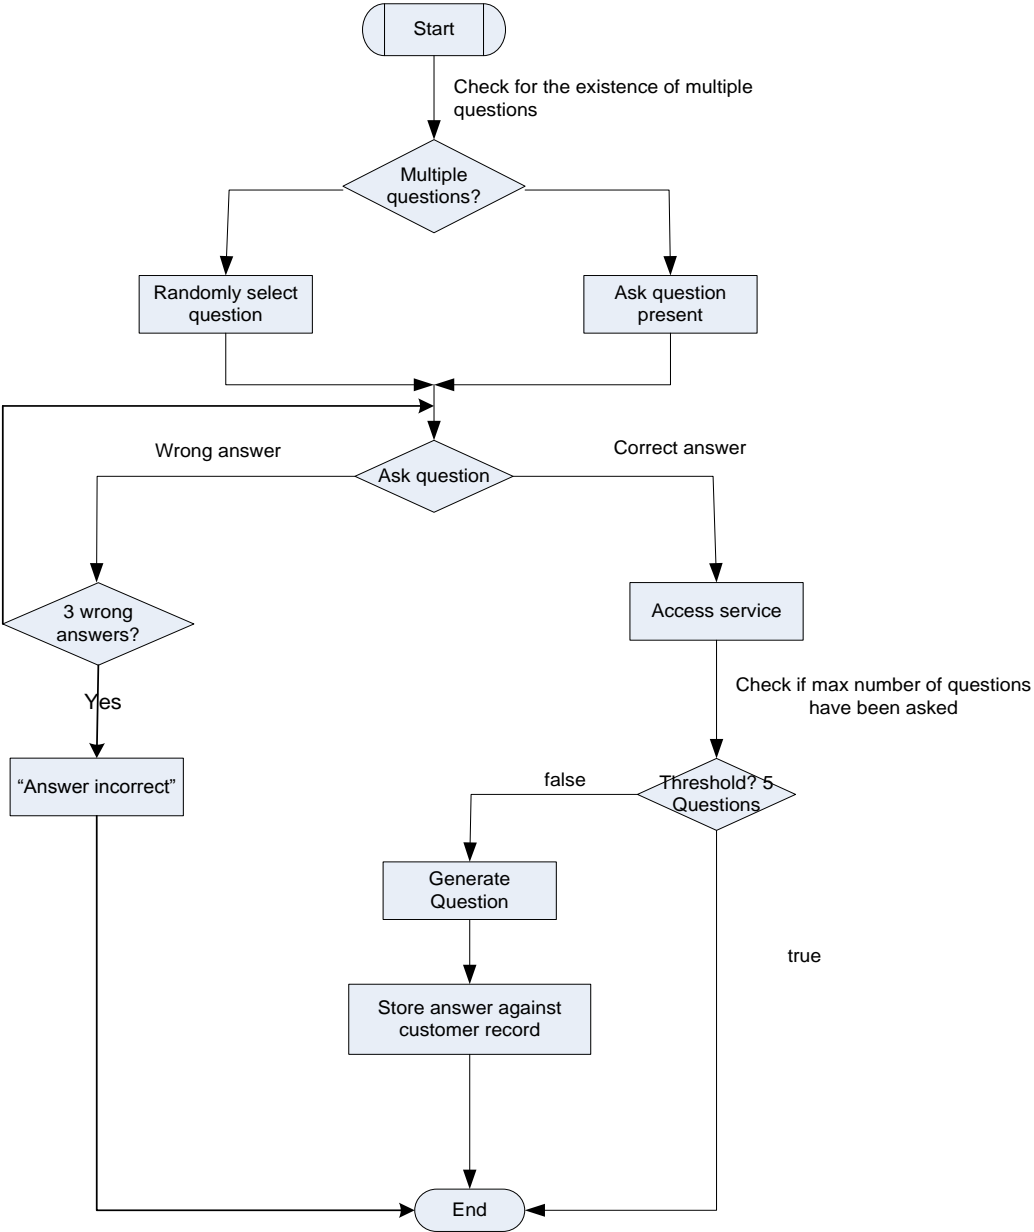 Start
Check for the existence of multiple
questions
Multiple
questions?
Randomly select
question
Ask question
present
Wrong answer
Correct answer
Ask question
3 wrong
answers?
Access service
Yes
Check if max number of questions
have been asked
“Answer incorrect”
false
Threshold? 5
Questions
Generate
Question
true
Store answer against
customer record
End